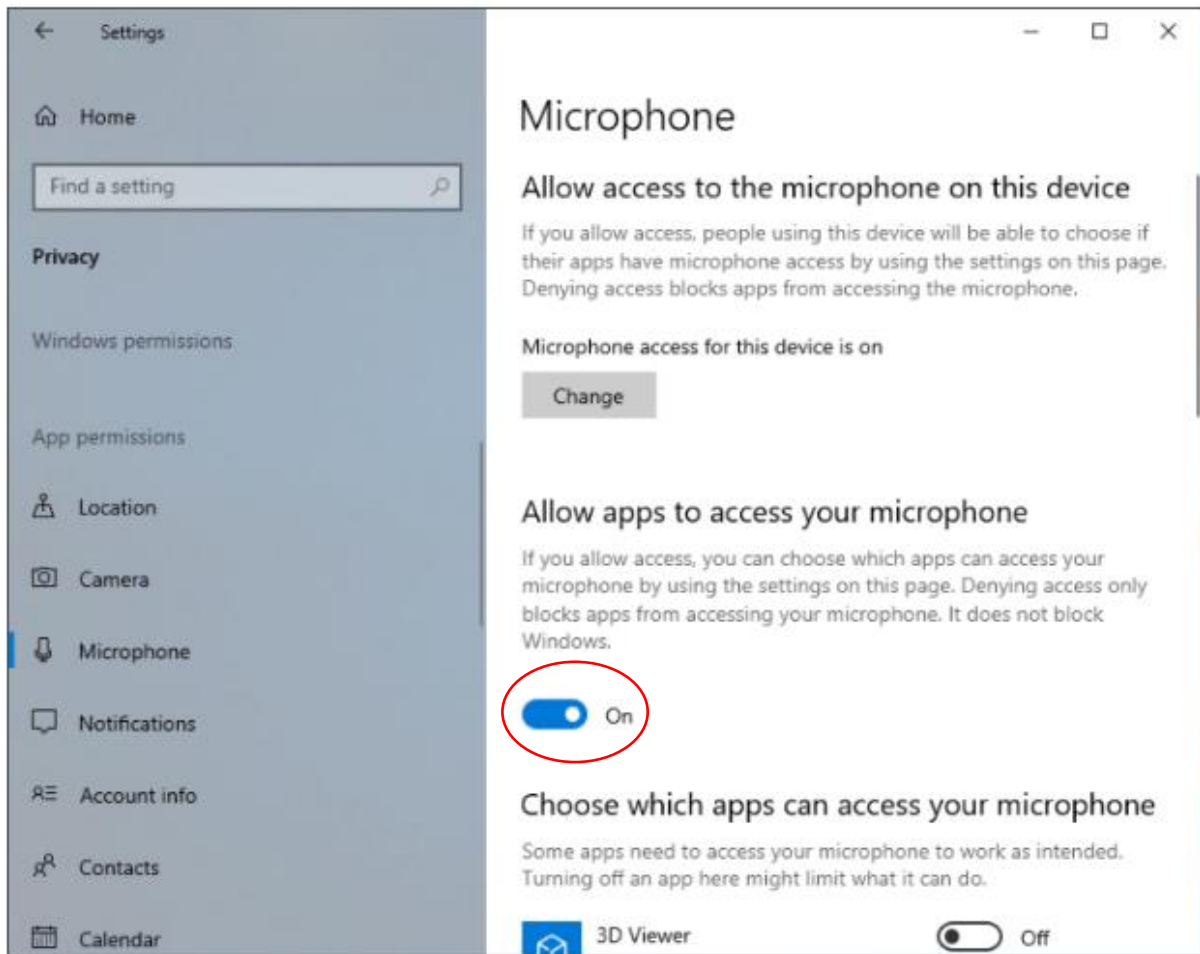 Settings
Home
Find a setting
Privacy
Windows permissions
App permissions
Location
Camera
Microphone
Notifications
Account info
Contacts
Calendar
Microphone
Allow access to the microphone on this device
If you allow access, people using this device will be able to choose if
their apps have microphone access by using the settings on this page.
Denying access blocks apps from accessing the microphone.
Microphone access for this device is on
Change
Allow apps to access your microphone
If you allow access, you can choose which apps can access your
microphone by using the settings on this page. Denying access only
blocks apps from accessing your microphone. It does not block
Windows.
On
Choose which apps can access your microphone
Some apps need to access your microphone to work as intended.
Turning off an app here might limit what it can do.
3D Viewer Off